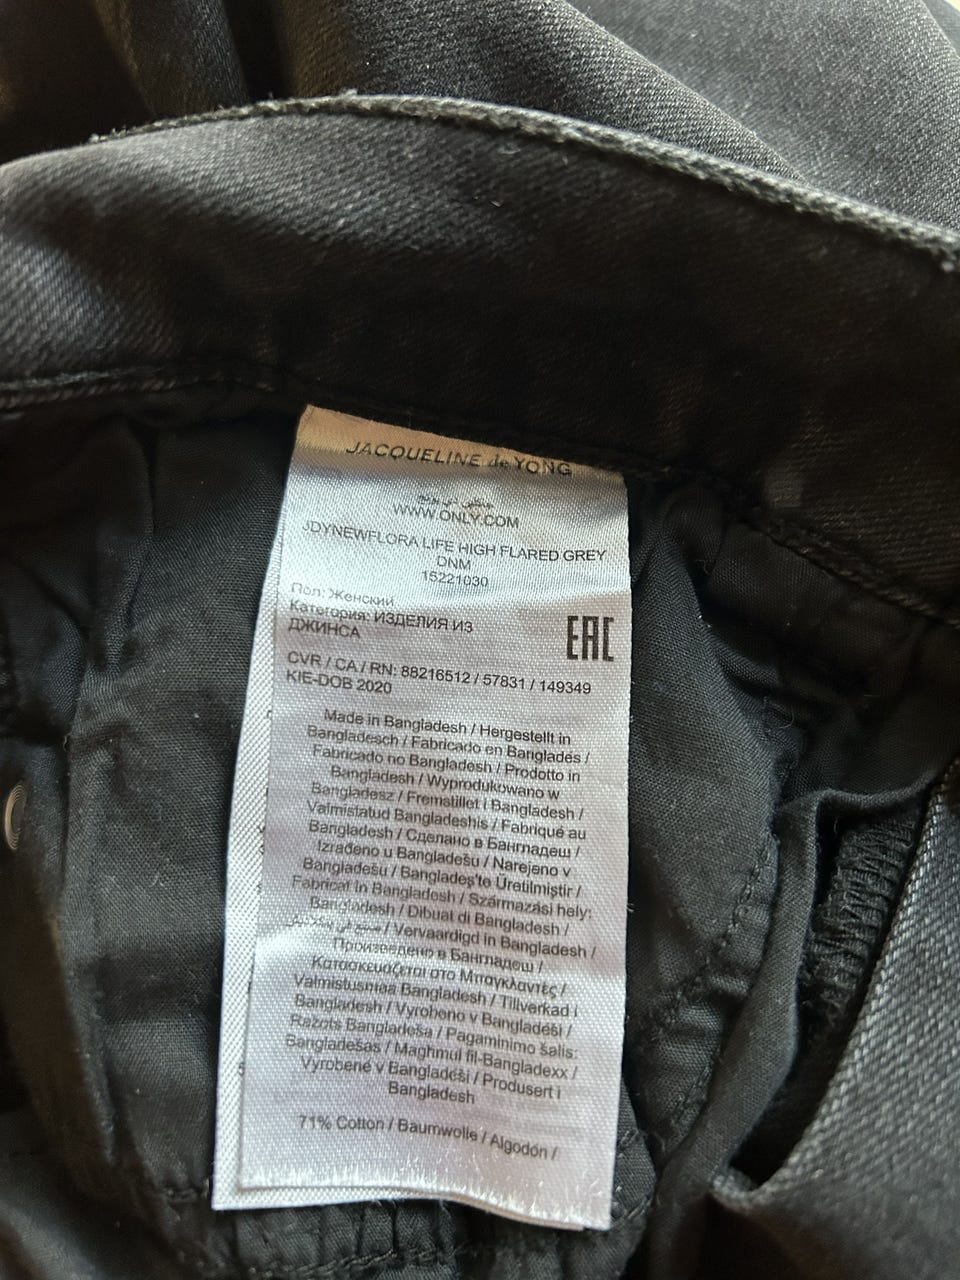 JACQUELINE de YONG
WWW.ONLY.COM
JDYNEWFLORA LIFE HIGH FLARED GREY
DNM
15221030
Пол: Женский
Категория: ИЗДЕЛИЯ ИЗ
ДЖИНСА
EAC
CVR / CA / RN: 88216512 / 57831 / 149349
KIE-DOB 2020
Made in Bangladesh / Hergestellt in
Bangladesch / Fabricado en Bangladés /
Fabricado no Bangladesh / Prodotto in
Bangladesh / Wyprodukowano w
Bangladesz / Fremstillet i Bangladesh /
Valmistatud Bangladeshis / Fabriqué au
Bangladesh / Сделано в Бангладеш /
Izrađeno u Bangladešu / Narejeno v
Bangladešu / Bangladeş'te Üretilmiştir /
Fabricat în Bangladesh / Származási hely:
Bangladesh / Dibuat di Bangladesh /
/ Vervaardigd in Bangladesh /
Произведено в Бангладеш /
Κατασκευάζεται στο Μπαγκλαντές /
Valmistusmaa Bangladesh / Tillverkad i
Bangladesh / Vyrobeno v Bangladéši /
Ražots Bangladeša / Pagaminimo šalis:
Bangladešas / Maghmul fil-Bangladexx /
Vyrobené v Bangladéši / Produsert i
Bangladesh
71% Cotton / Baumwolle / Algodón /